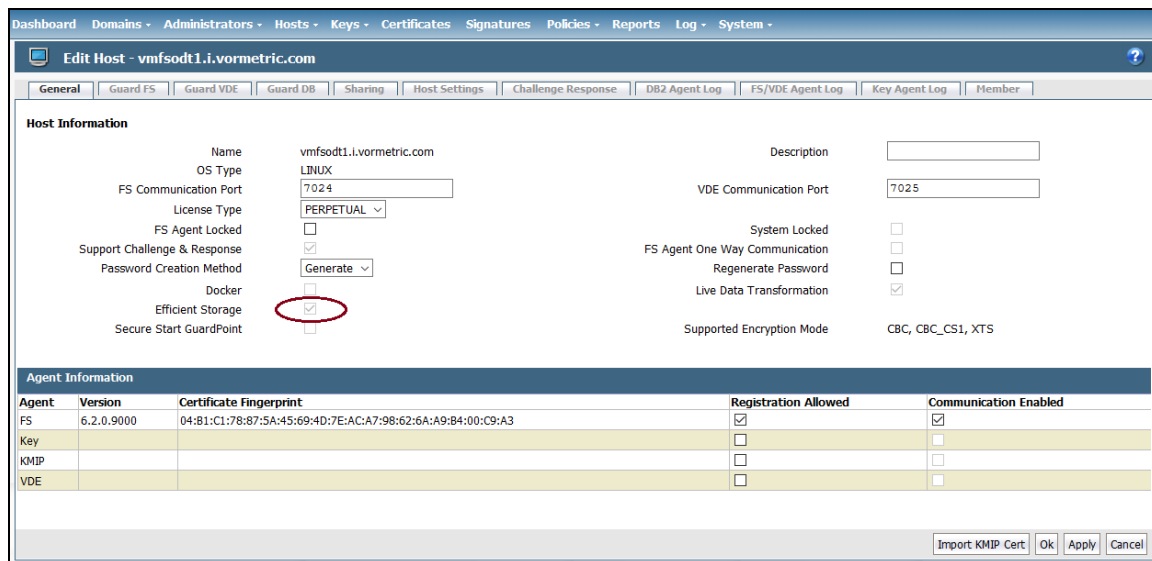 Dashboard Domains Administrators Hosts Keys Certificates Signatures Policies Reports Log System
Edit Host - vmfsodt1.i.vormetric.com ?
General Guard FS Guard VDE Guard DB Sharing Host Settings Challenge Response DB2 Agent Log FS/VDE Agent Log Key Agent Log Member
Host Information
Name vmfsodt1.i.vormetric.com Description
OS Type LINUX
FS Communication Port 7024 VDE Communication Port 7025
License Type PERPETUAL
FS Agent Locked System Locked
Support Challenge & Response FS Agent One Way Communication
Password Creation Method Generate Regenerate Password
Docker Live Data Transformation
Efficient Storage
Secure Start GuardPoint Supported Encryption Mode CBC, CBC_CS1, XTS
Agent Information
Agent Version Certificate Fingerprint Registration Allowed Communication Enabled
FS 6.2.0.9000 04:B1:C1:78:87:5A:45:69:4D:7E:AC:A7:98:62:6A:A9:B4:00:C9:A3
Key
KMIP
VDE
Import KMIP Cert Ok Apply Cancel